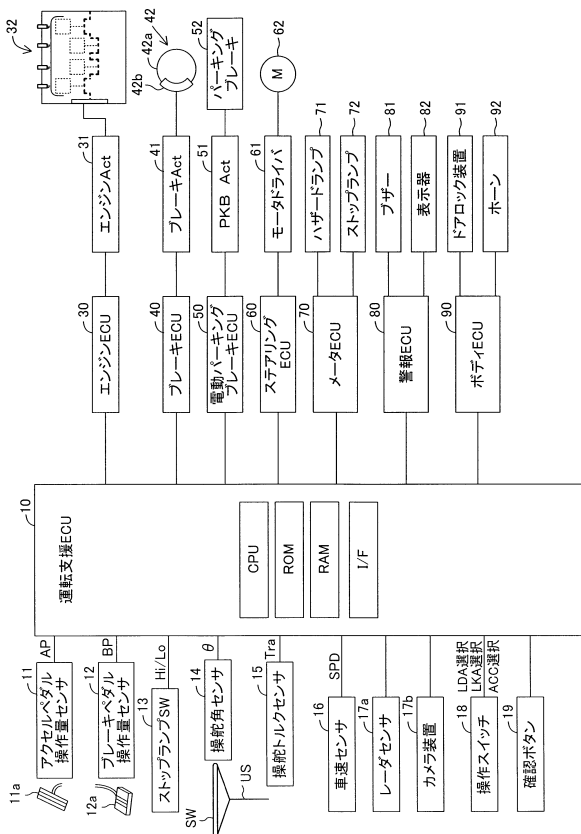 10
運転支援ECU
CPU
ROM
RAM
I/F
11a
11
アクセルペダル
操作量センサ
AP
12a
12
ブレーキペダル
操作量センサ
BP
13
ストップランプSW
Hi/Lo
SW
US
14
操舵角センサ
θ
15
操舵トルクセンサ
Tra
16
車速センサ
SPD
17a
レーダセンサ
17b
カメラ装置
18
操作スイッチ
LDA選択
LKA選択
ACC選択
19
確認ボタン
30
エンジンECU
31
エンジンAct
32
40
ブレーキECU
41
ブレーキAct
42
42a
42b
50
電動パーキング
ブレーキECU
51
PKB Act
52
パーキング
ブレーキ
60
ステアリング
ECU
61
モータドライバ
62
M
70
メータECU
71
ハザードランプ
72
ストップランプ
80
警報ECU
81
ブザー
82
表示器
90
ボディECU
91
ドアロック装置
92
ホーン